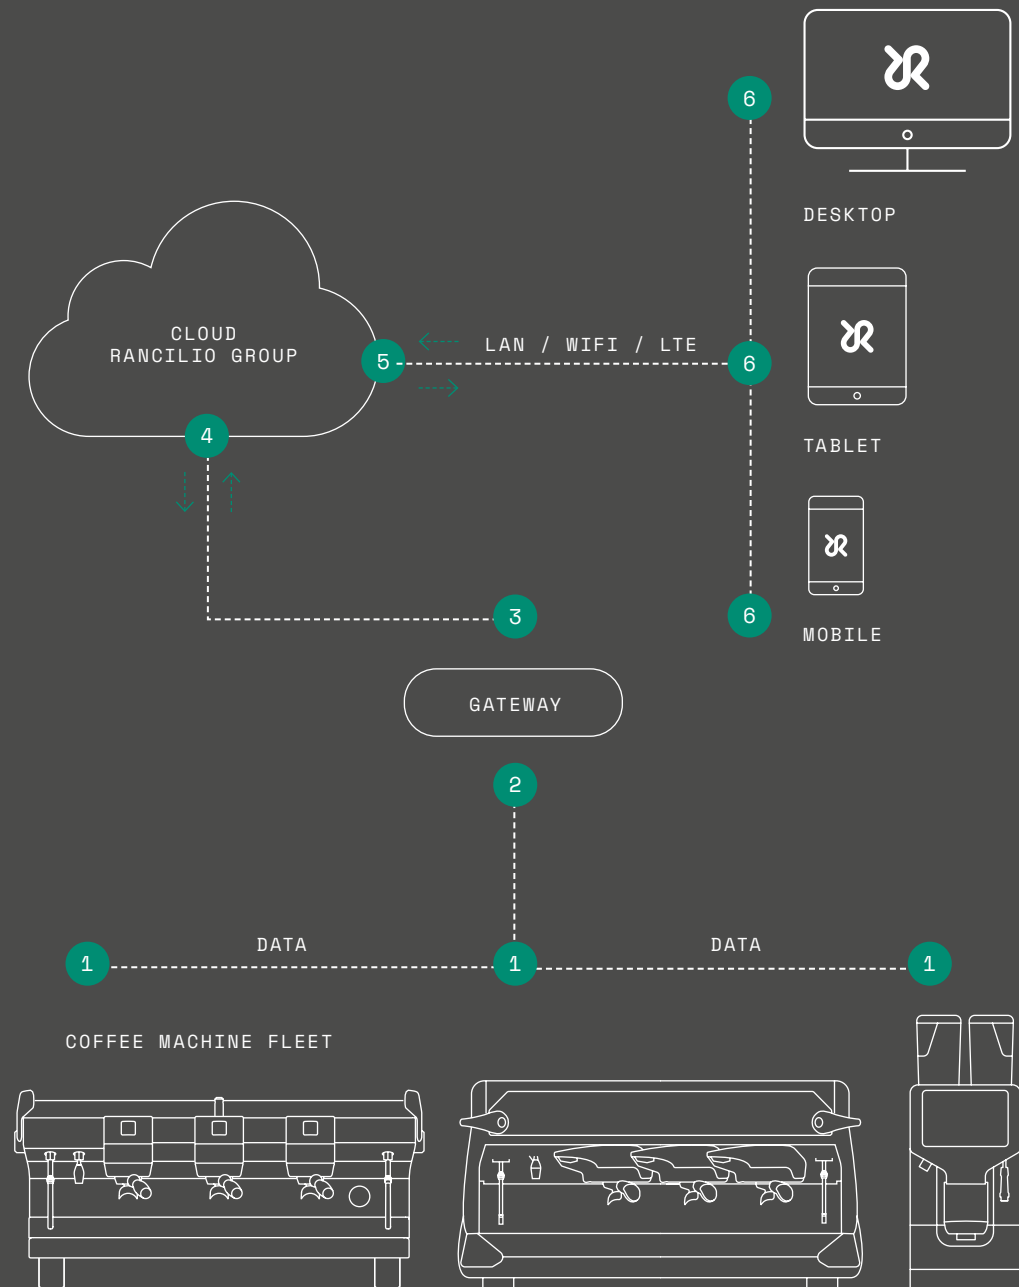 6
DESKTOP
CLOUD
RANCILIO GROUP
5
LAN / WIFI / LTE
6
TABLET
4
3
6
MOBILE
GATEWAY
2
DATA
DATA
1
1
1
COFFEE MACHINE FLEET